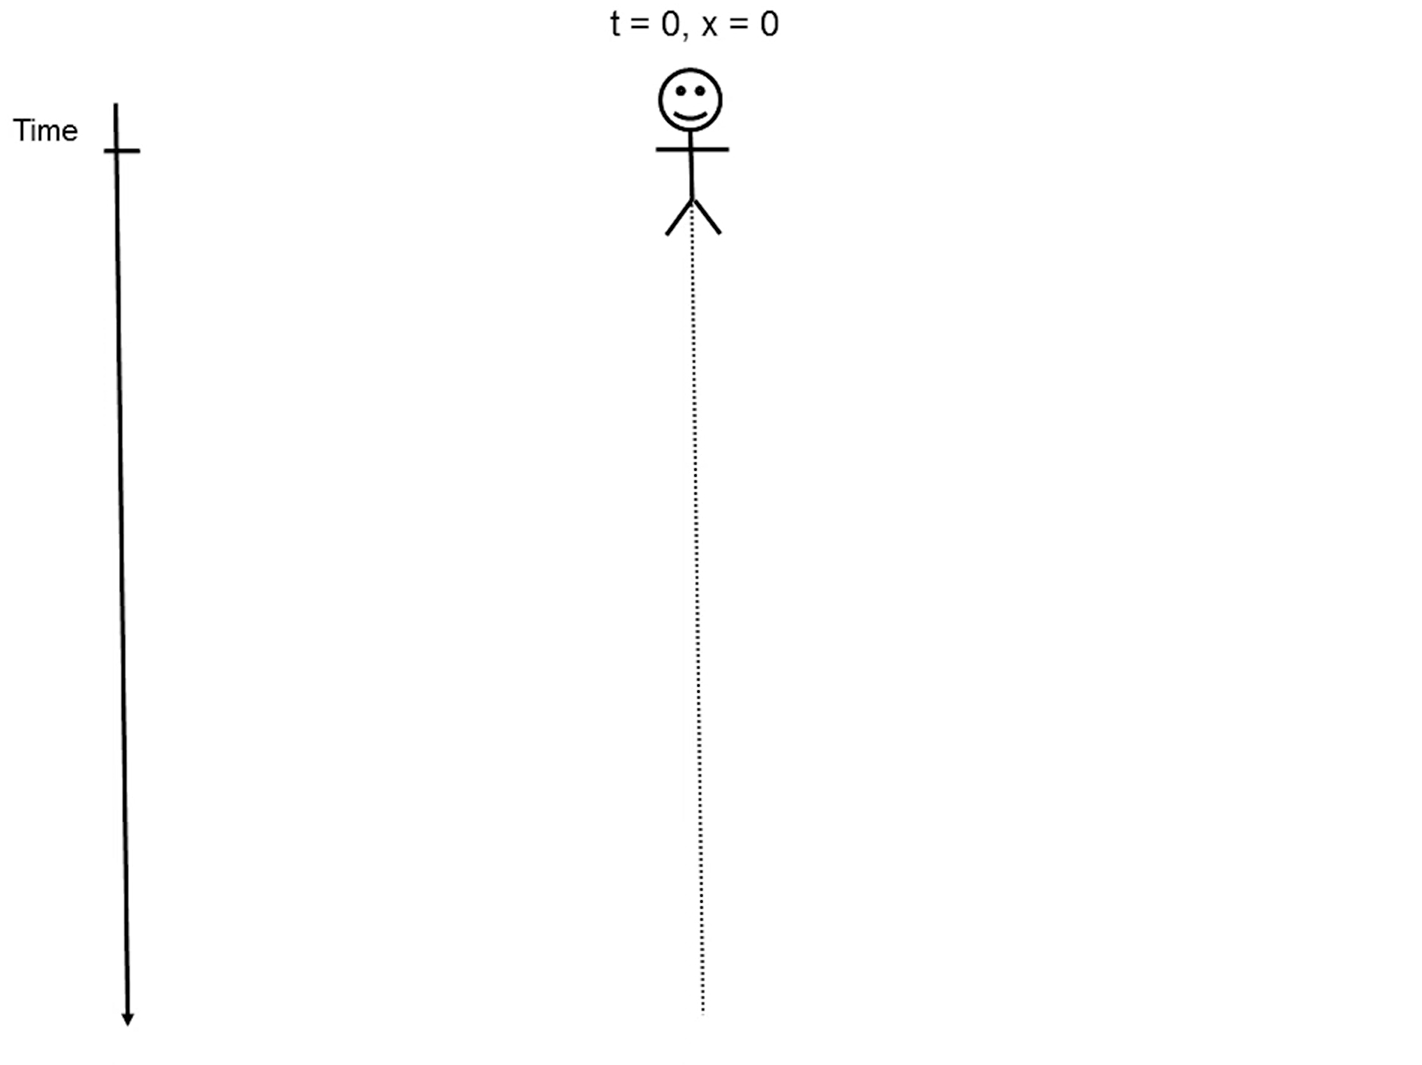 t = 0, x = 0
Time